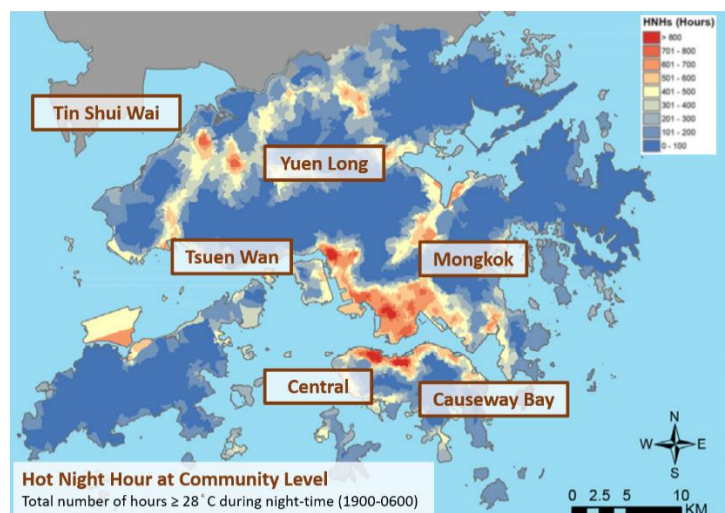 HNHs (Hours)
> 800
701 - 800
601 - 700
501 - 600
401 - 500
301 - 400
201 - 300
101 - 200
0 - 100
Tin Shui Wai
Yuen Long
Tsuen Wan
Mongkok
Central
Causeway Bay
N
W E
S
Hot Night Hour at Community Level
Total number of hours ≥ 28°C during night-time (1900-0600)
0 2.5 5 10
KM